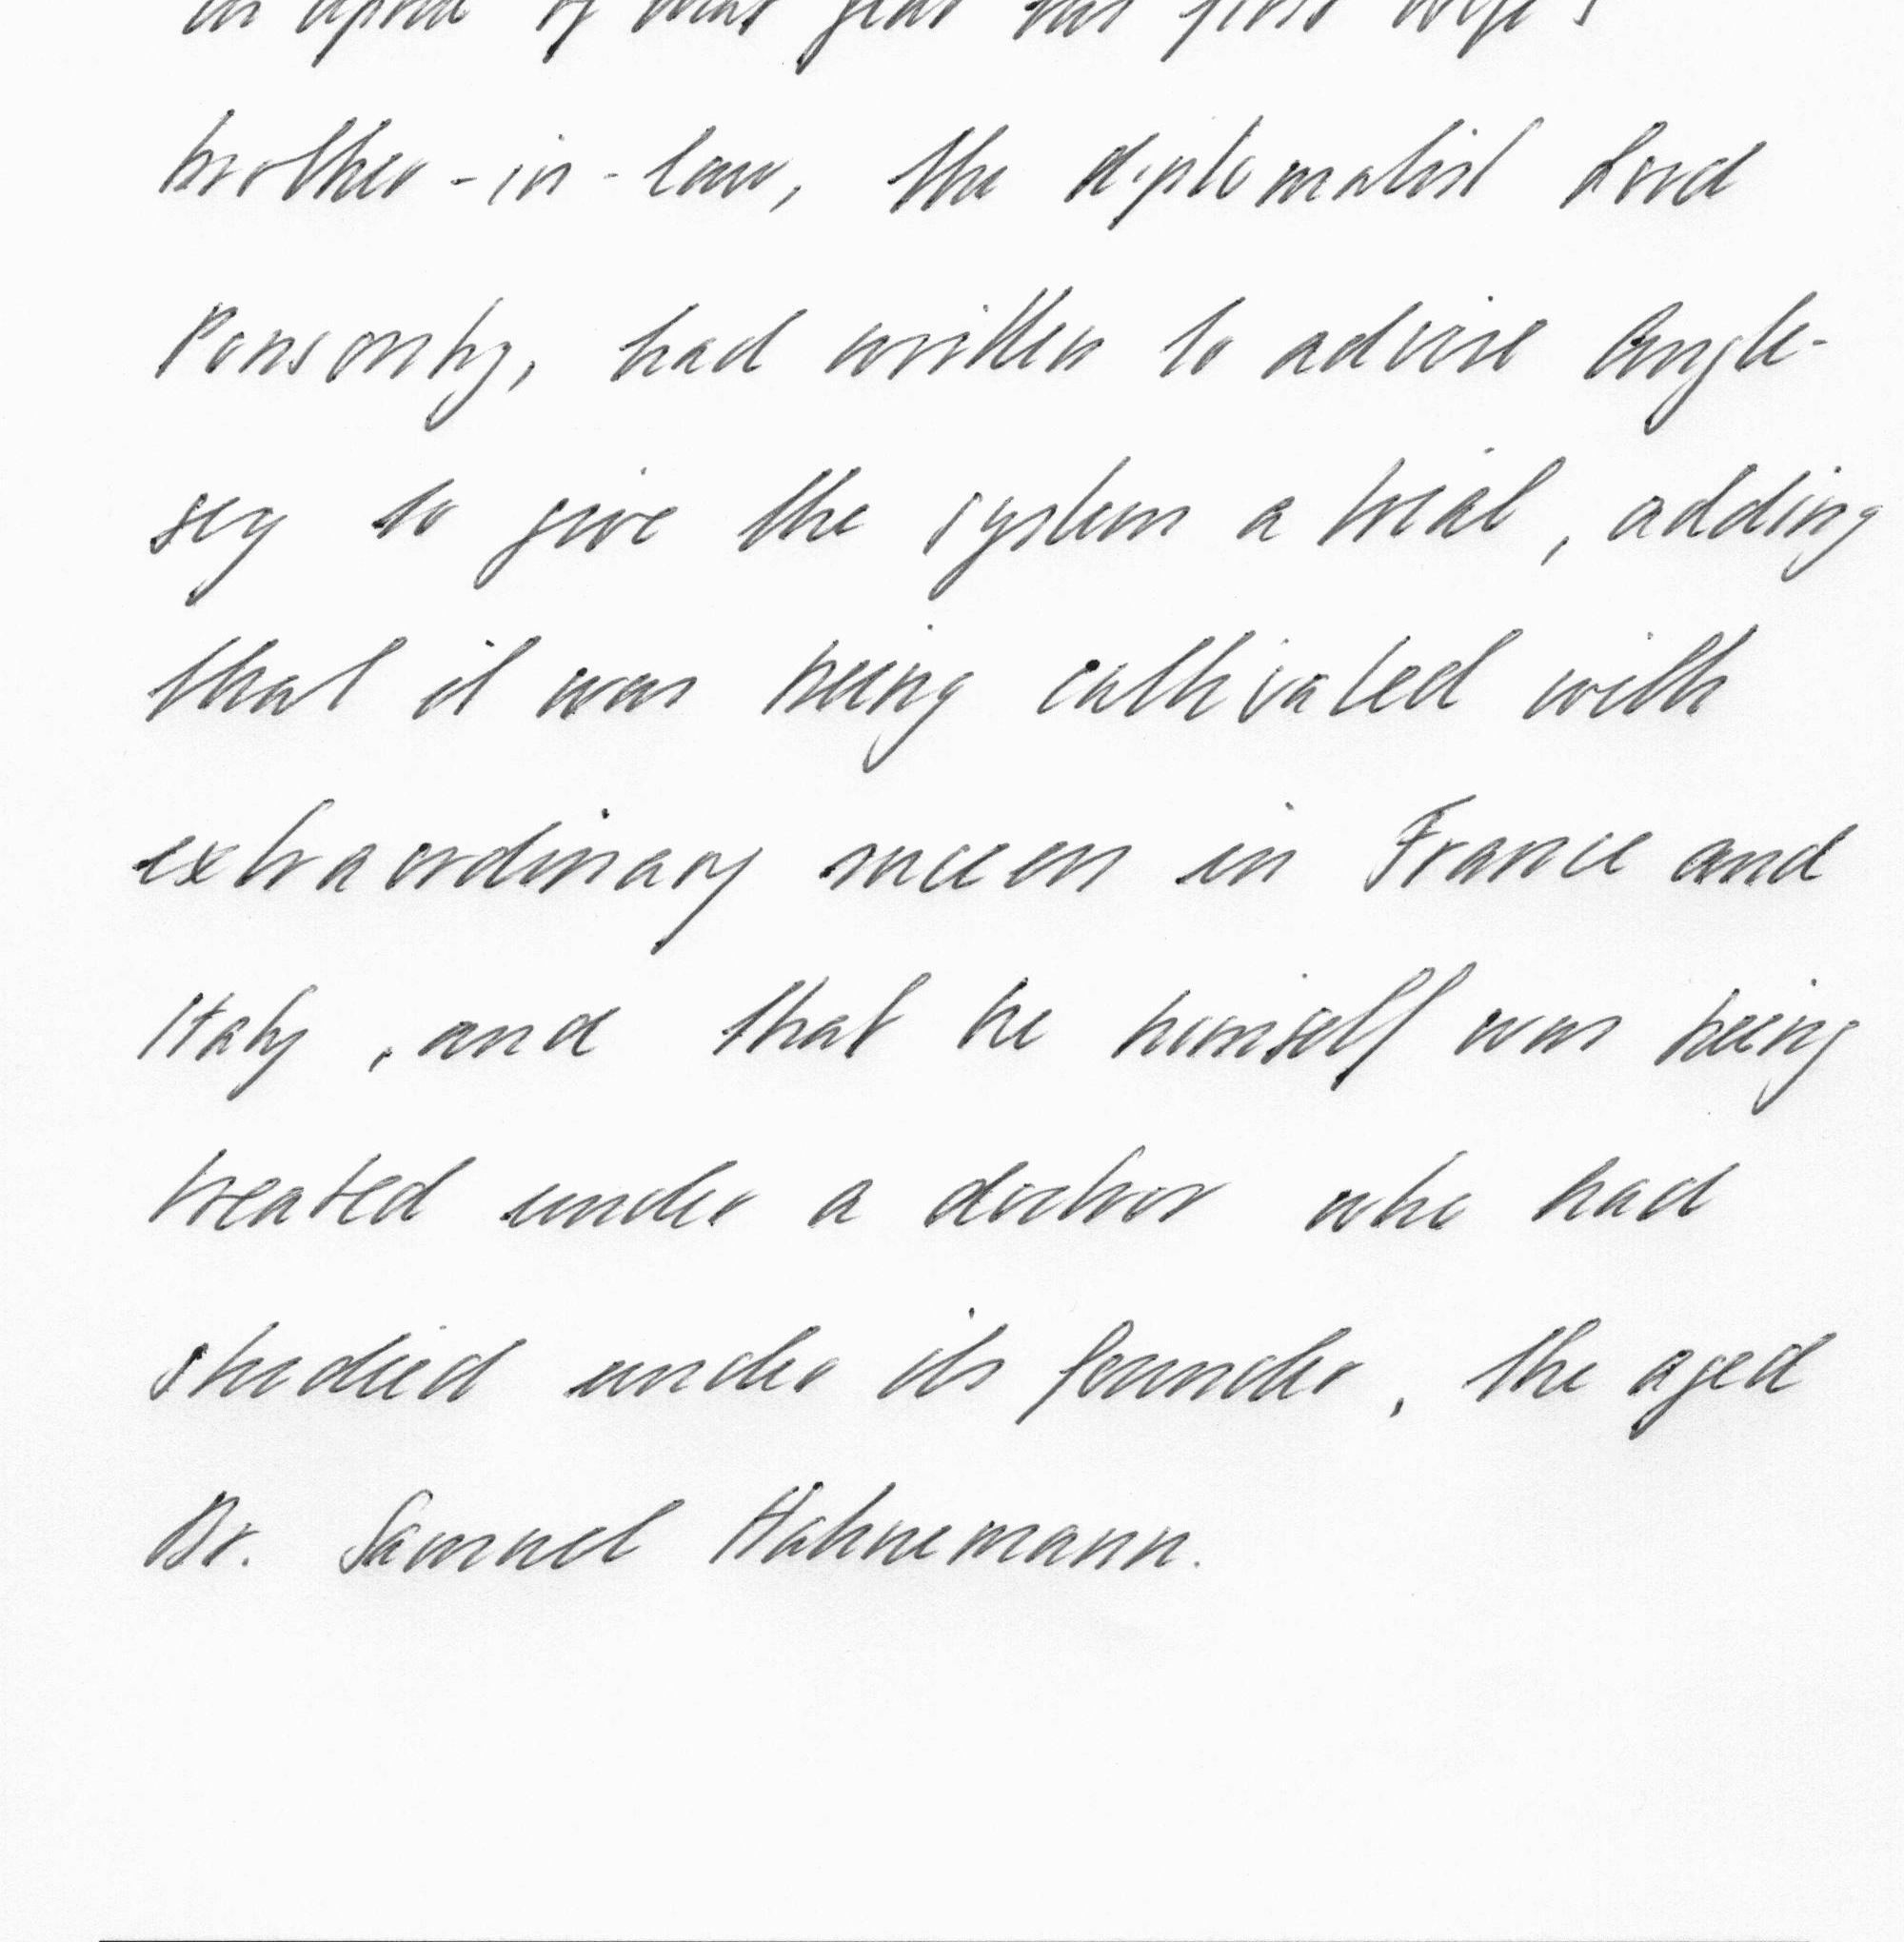 in April of that year his first wife's
brother-in-law, the diplomatist Lord
Ponsonby, had written to advise Angle-
sey to give the system a trial, adding
that it was being cultivated with
extraordinary success in France and
Italy, and that he himself was being
treated under a doctor who had
studied under its founder, the aged
Dr. Samuel Hahnemann.